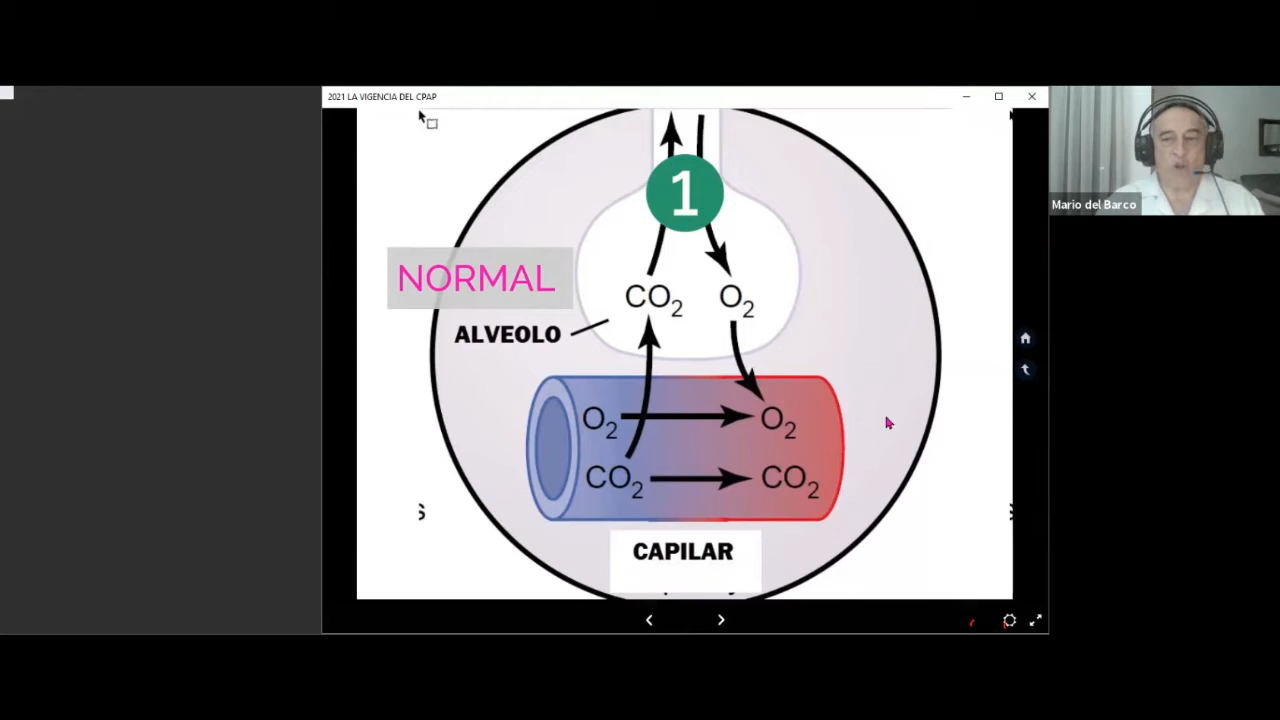 2021 LA VIGENCIA DEL CPAP
Mario del Barco
1
NORMAL
CO2 O2
ALVEOLO
O2 O2
CO2 CO2
s
CAPILAR